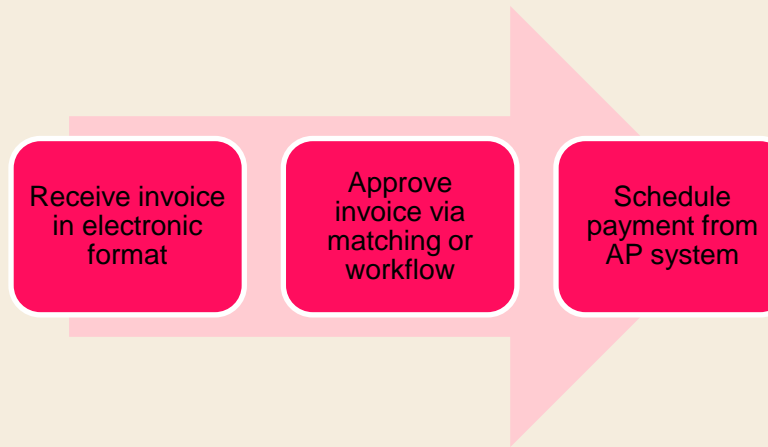 Receive invoice
in electronic
format
Approve
invoice via
matching or
workflow
Schedule
payment from
AP system